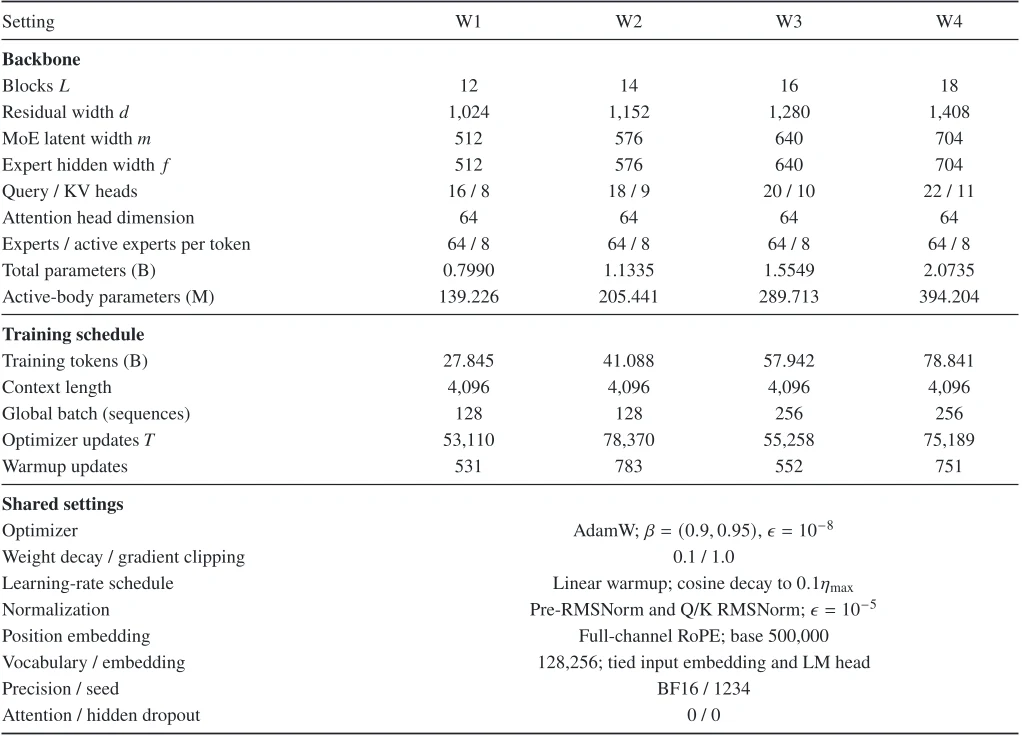 Setting W1 W2 W3 W4
Backbone
Blocks L 12 14 16 18
Residual width d 1,024 1,152 1,280 1,408
MoE latent width m 512 576 640 704
Expert hidden width f 512 576 640 704
Query / KV heads 16 / 8 18 / 9 20 / 10 22 / 11
Attention head dimension 64 64 64 64
Experts / active experts per token 64 / 8 64 / 8 64 / 8 64 / 8
Total parameters (B) 0.7990 1.1335 1.5549 2.0735
Active-body parameters (M) 139.226 205.441 289.713 394.204
Training schedule
Training tokens (B) 27.845 41.088 57.942 78.841
Context length 4,096 4,096 4,096 4,096
Global batch (sequences) 128 128 256 256
Optimizer updates T 53,110 78,370 55,258 75,189
Warmup updates 531 783 552 751
Shared settings
Optimizer AdamW; β = (0.9, 0.95), ϵ = 10⁻⁸
Weight decay / gradient clipping 0.1 / 1.0
Learning-rate schedule Linear warmup; cosine decay to 0.1ηmax
Normalization Pre-RMSNorm and Q/K RMSNorm; ϵ = 10⁻⁵
Position embedding Full-channel RoPE; base 500,000
Vocabulary / embedding 128,256; tied input embedding and LM head
Precision / seed BF16 / 1234
Attention / hidden dropout 0 / 0